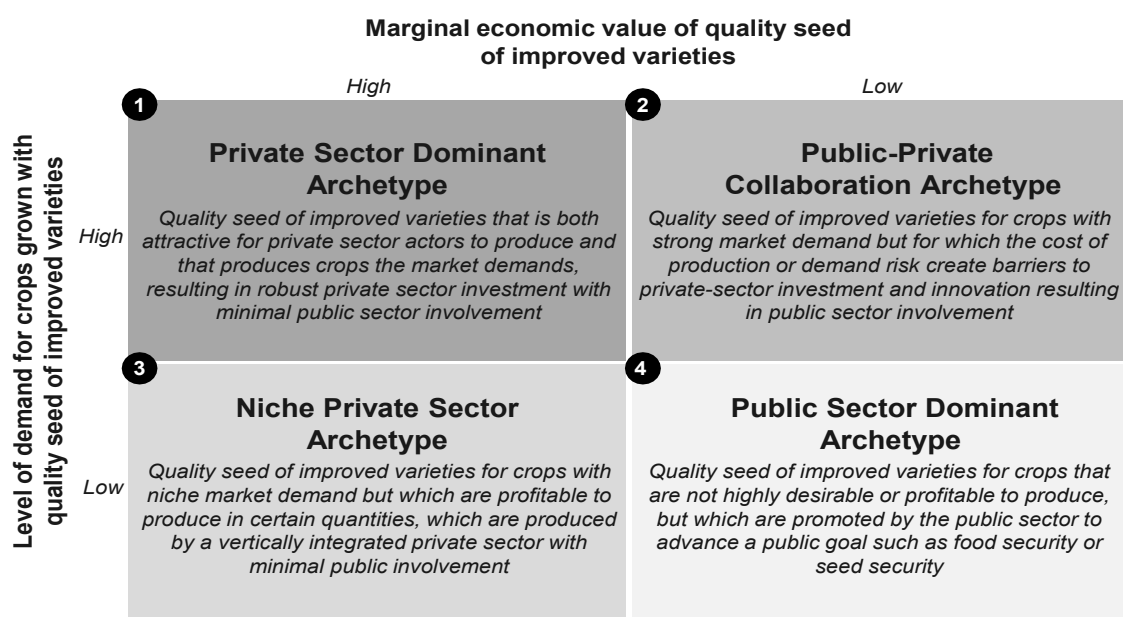 Marginal economic value of quality seed
of improved varieties
High
Low
Level of demand for crops grown with
quality seed of improved varieties
High
1
Private Sector Dominant
Archetype
Quality seed of improved varieties that is both
attractive for private sector actors to produce and
that produces crops the market demands,
resulting in robust private sector investment with
minimal public sector involvement
2
Public-Private
Collaboration Archetype
Quality seed of improved varieties for crops with
strong market demand but for which the cost of
production or demand risk create barriers to
private-sector investment and innovation resulting
in public sector involvement
Low
3
Niche Private Sector
Archetype
Quality seed of improved varieties for crops with
niche market demand but which are profitable to
produce in certain quantities, which are produced
by a vertically integrated private sector with
minimal public involvement
4
Public Sector Dominant
Archetype
Quality seed of improved varieties for crops that
are not highly desirable or profitable to produce,
but which are promoted by the public sector to
advance a public goal such as food security or
seed security